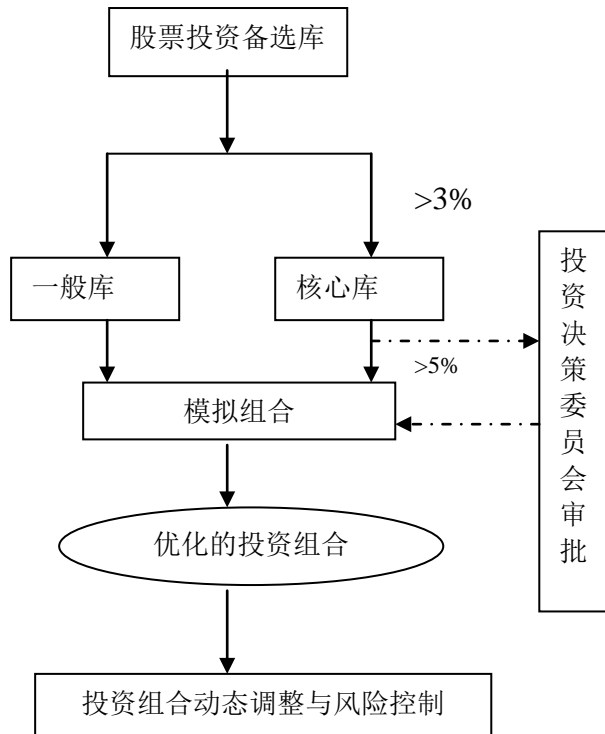 股票投资备选库
>3%
一般库
核心库
投资决策委员会审批
>5%
模拟组合
优化的投资组合
投资组合动态调整与风险控制